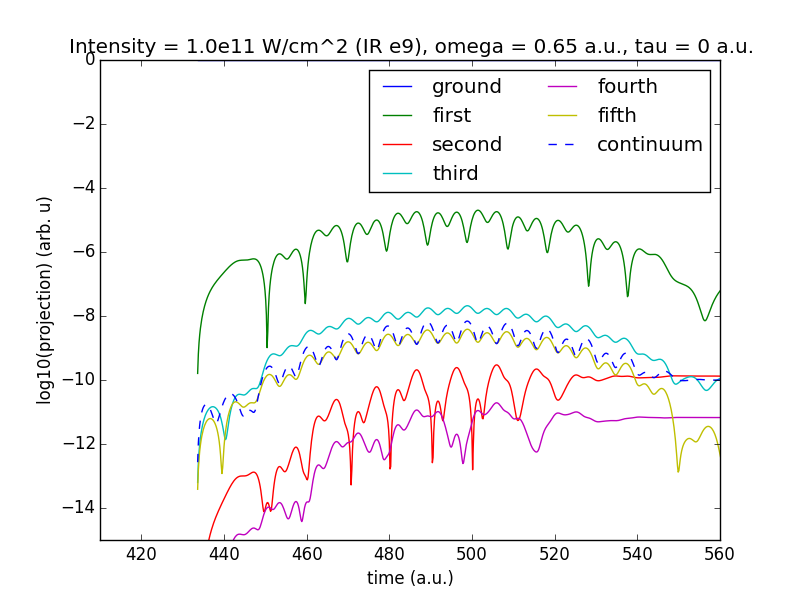 Intensity = 1.0e11 W/cm^2 (IR e9), omega = 0.65 a.u., tau = 0 a.u.
0
ground fourth
first fifth
second continuum
third
−2
−4
−6
−8
−10
−12
−14
log10(projection) (arb. u)
420 440 460 480 500 520 540 560
time (a.u.)